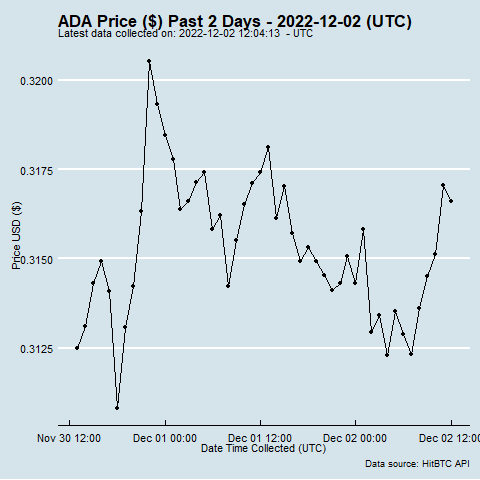 ADA Price ($) Past 2 Days - 2022-12-02 (UTC)
Latest data collected on: 2022-12-02 12:04:13 - UTC
0.3200
0.3175
0.3150
0.3125
Price USD ($)
Nov 30 12:00 Dec 01 00:00 Dec 01 12:00 Dec 02 00:00 Dec 02 12:00
Date Time Collected (UTC)
Data source: HitBTC API